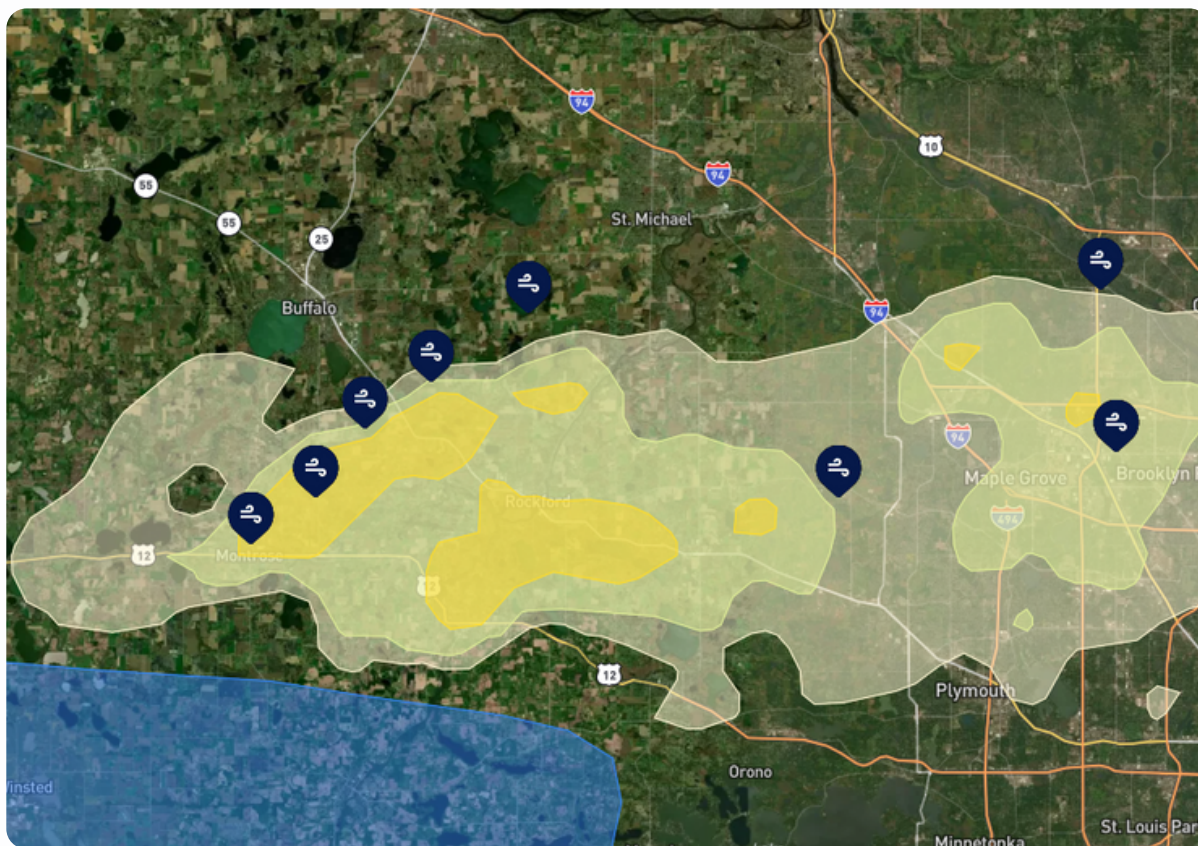 94
10
94
55
St. Michael
55
25
Buffalo
94
94
Maple Grove
Brooklyn
Rockford
494
12
Montrose
12
Plymouth
Orono
Winsted
St. Louis Par
Minnetonka